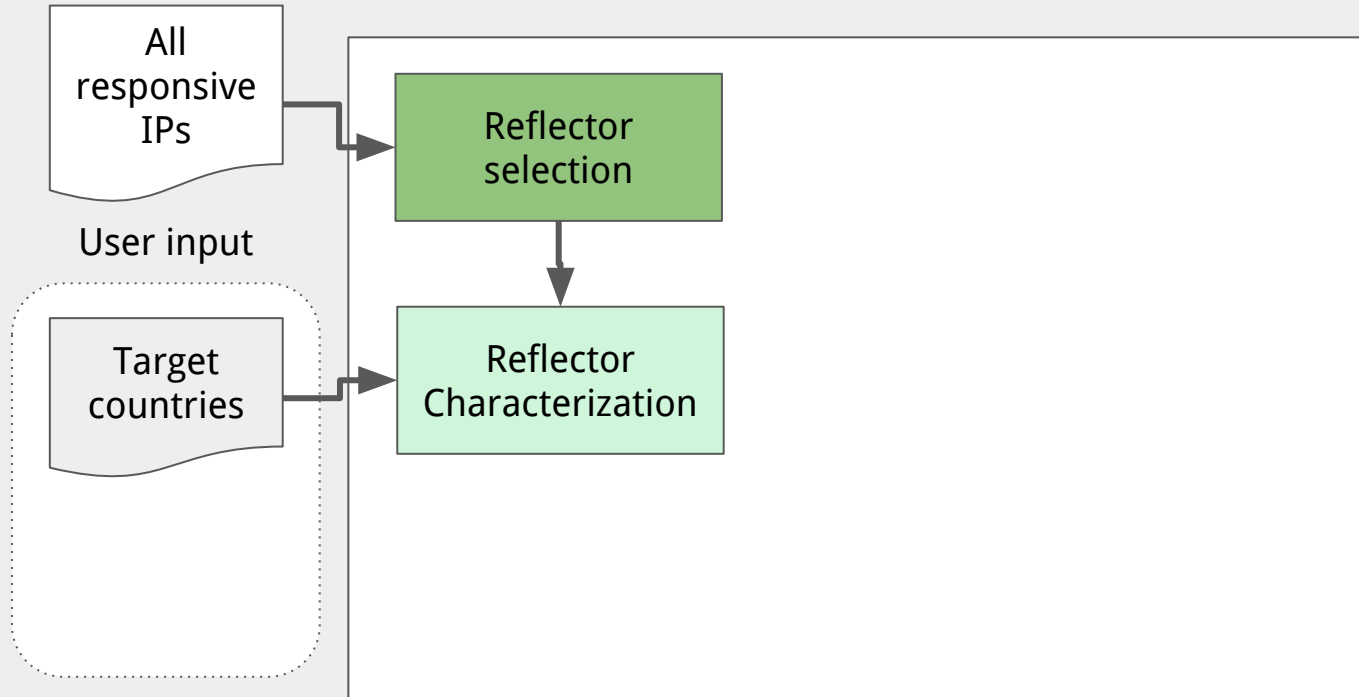 All
responsive
IPs
Reflector
selection
User input
Target
countries
Reflector
Characterization